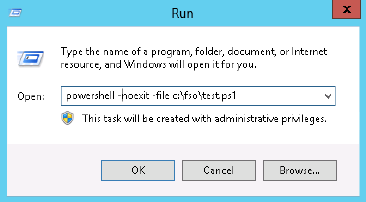 Run
x
Type the name of a program, folder, document, or Internet
resource, and Windows will open it for you.
Open:
powershell -noexit -file c:\fso\test.ps1
This task will be created with administrative privileges.
OK
Cancel
Browse...